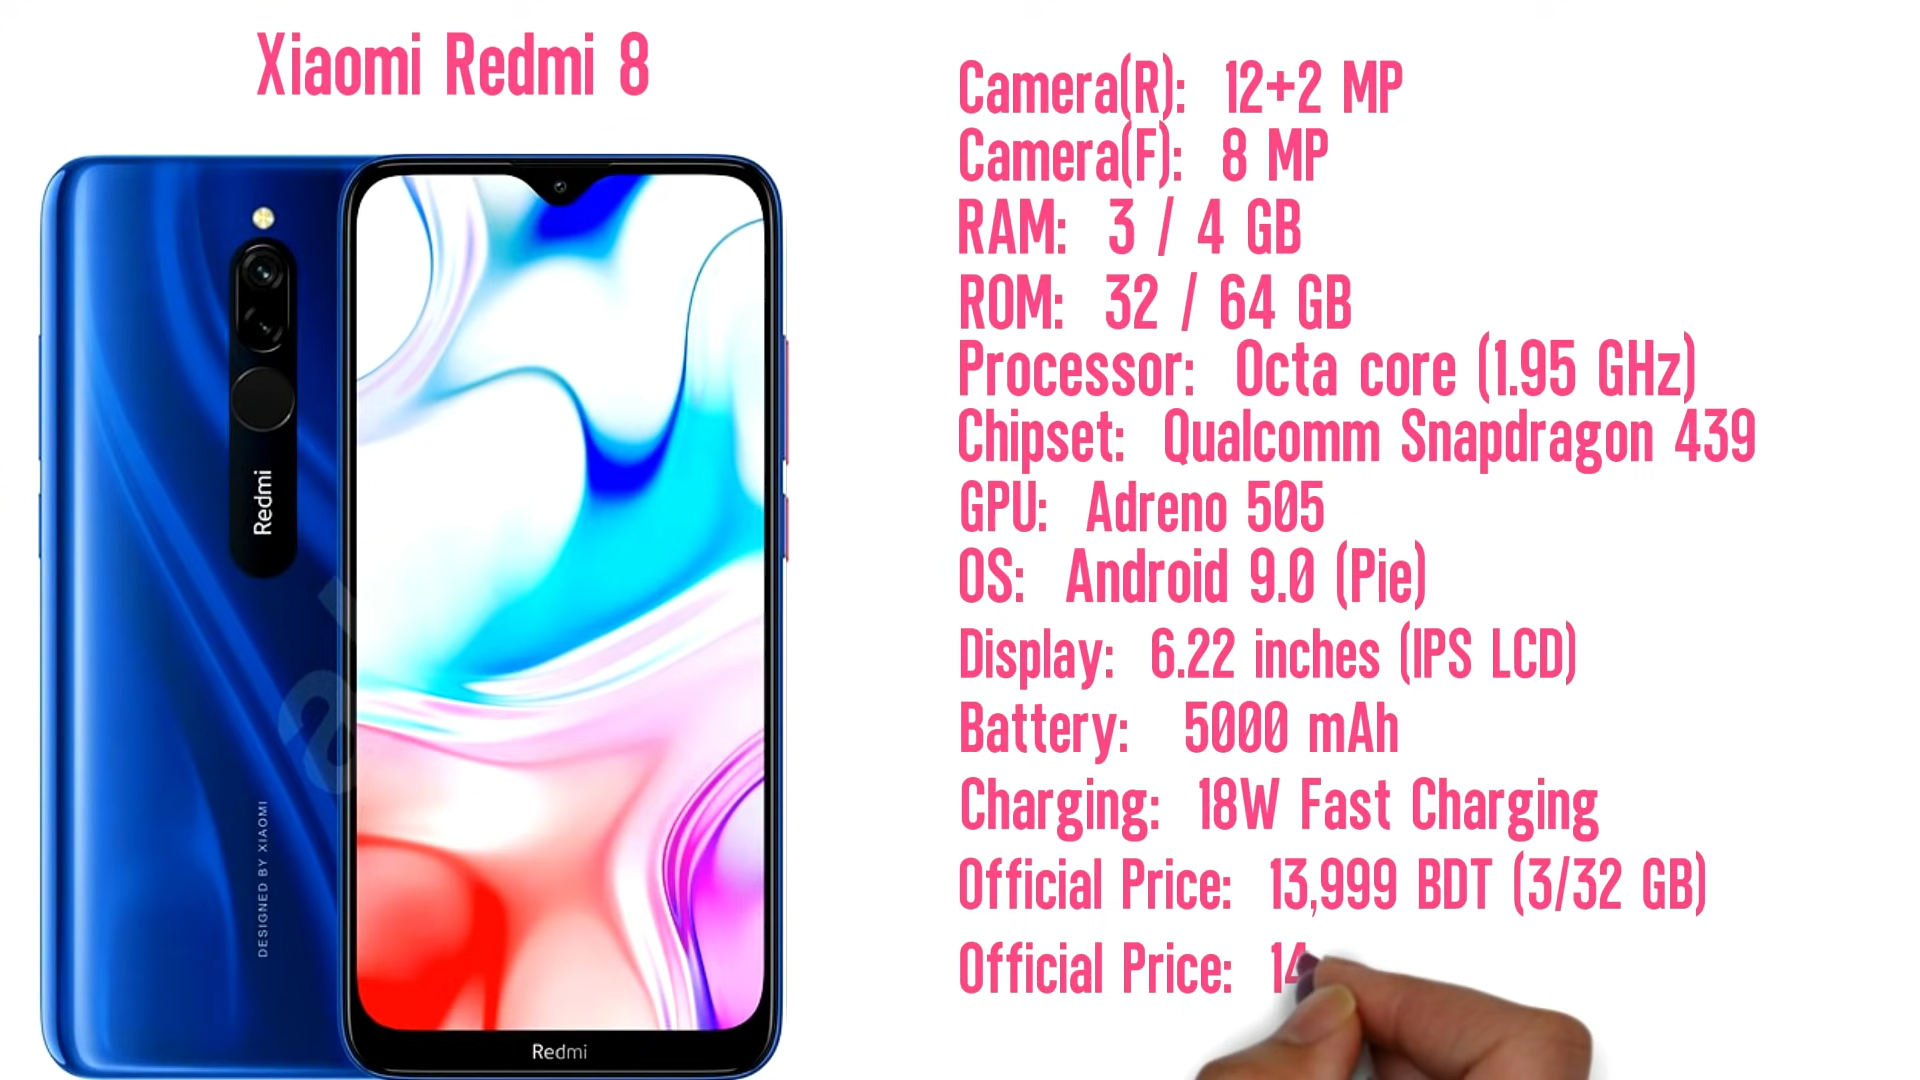 Xiaomi Redmi 8
Redmi
DESIGNED BY XIAOMI
Redmi
Camera(R): 12+2 MP
Camera(F): 8 MP
RAM: 3 / 4 GB
ROM: 32 / 64 GB
Processor: Octa core (1.95 GHz)
Chipset: Qualcomm Snapdragon 439
GPU: Adreno 505
OS: Android 9.0 (Pie)
Display: 6.22 inches (IPS LCD)
Battery: 5000 mAh
Charging: 18W Fast Charging
Official Price: 13,999 BDT (3/32 GB)
Official Price: 14